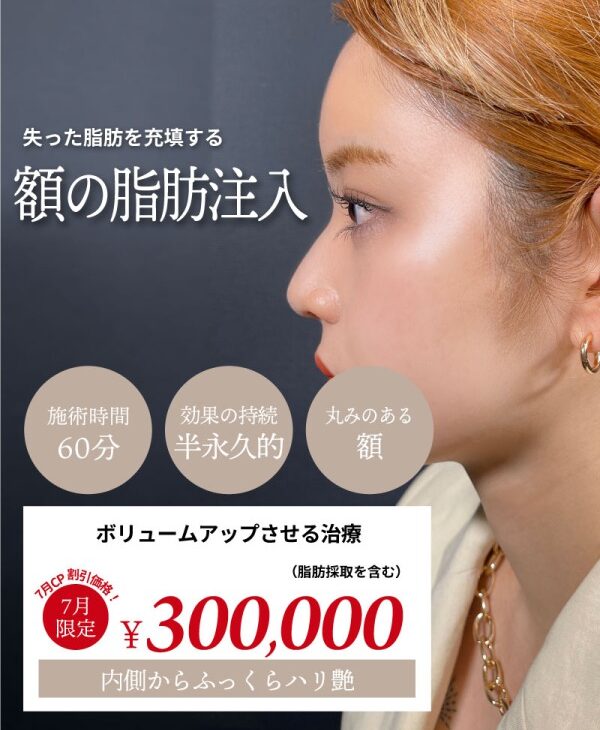 失った脂肪を充填する
額の脂肪注入
施術時間
60分
効果の持続
半永久的
丸みのある
額
ボリュームアップさせる治療
(脂肪採取を含む)
7月CP 割引価格!
7月
限定
¥300,000
内側からふっくらハリ艶